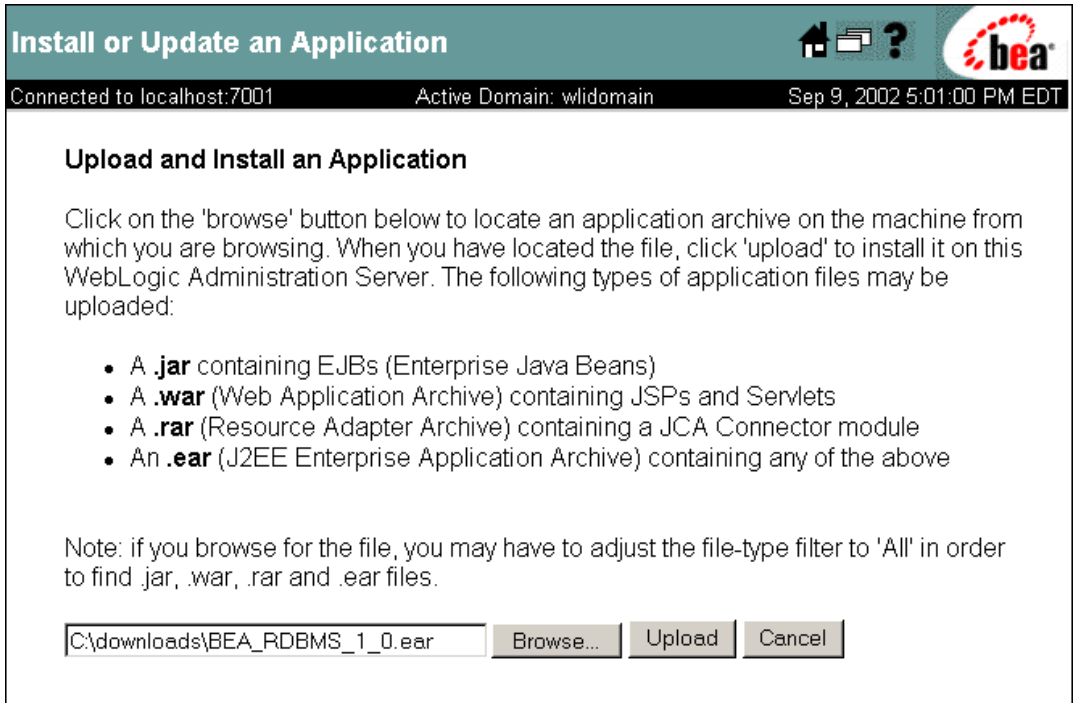 Install or Update an Application
?
bea
Connected to localhost:7001 Active Domain: wlidomain Sep 9, 2002 5:01:00 PM EDT
Upload and Install an Application
Click on the 'browse' button below to locate an application archive on the machine from
which you are browsing. When you have located the file, click 'upload' to install it on this
WebLogic Administration Server. The following types of application files may be
uploaded:
• A .jar containing EJBs (Enterprise Java Beans)
• A .war (Web Application Archive) containing JSPs and Servlets
• A .rar (Resource Adapter Archive) containing a JCA Connector module
• An .ear (J2EE Enterprise Application Archive) containing any of the above
Note: if you browse for the file, you may have to adjust the file-type filter to 'All' in order
to find .jar, .war, .rar and .ear files.
C:\downloads\BEA_RDBMS_1_0.ear Browse... Upload Cancel